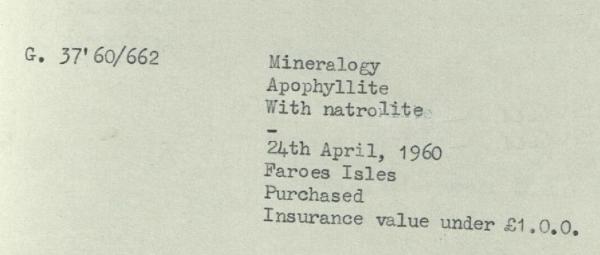 G. 37'60/662
Mineralogy
Apophyllite
With natrolite
-
24th April, 1960
Faroes Isles
Purchased
Insurance value under £1.0.0.